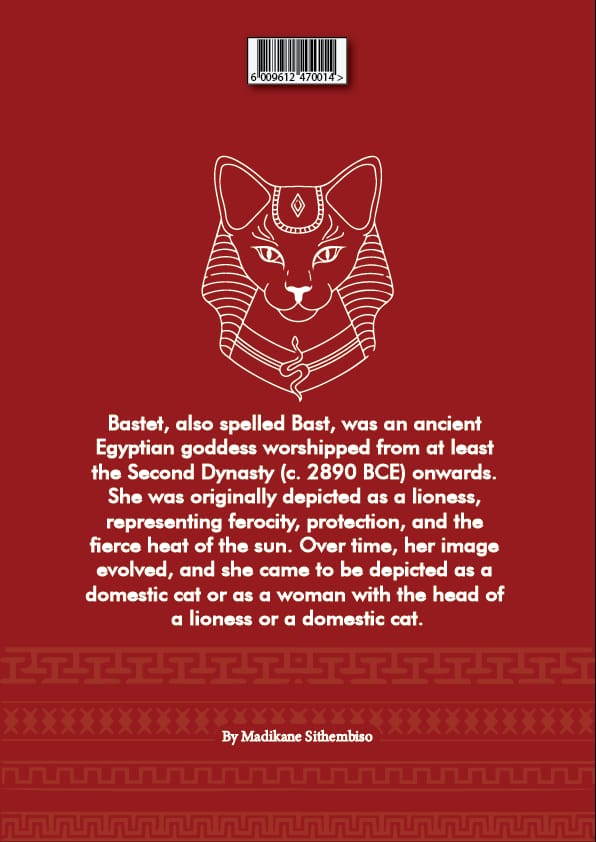 6 009612 470014 >
Bastet, also spelled Bast, was an ancient
Egyptian goddess worshipped from at least
the Second Dynasty (c. 2890 BCE) onwards.
She was originally depicted as a lioness,
representing ferocity, protection, and the
fierce heat of the sun. Over time, her image
evolved, and she came to be depicted as a
domestic cat or as a woman with the head of
a lioness or a domestic cat.
By Madikane Sithembiso